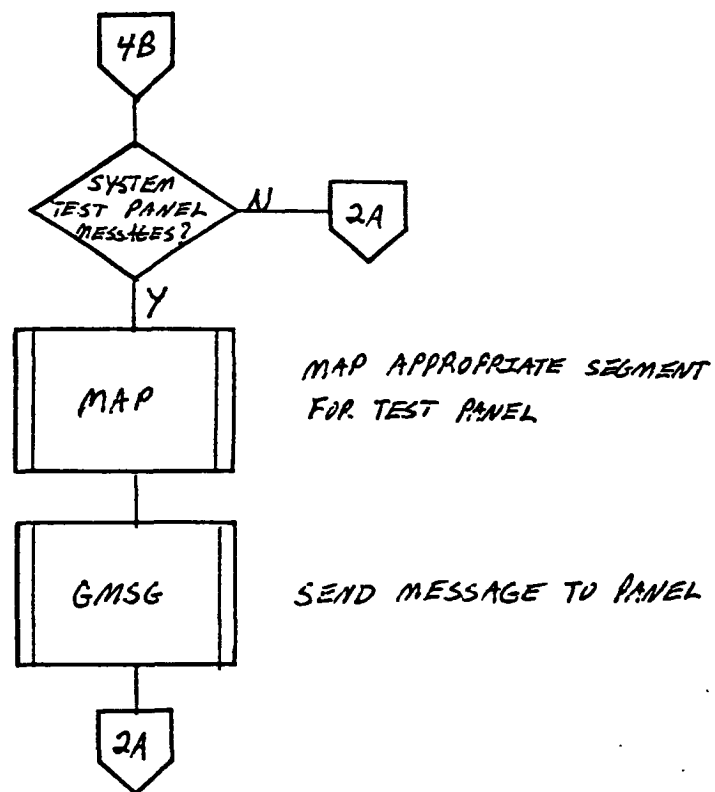 4B
SYSTEM
TEST PANEL
MESSAGES?
N
2A
Y
MAP
MAP APPROPRIATE SEGMENT
FOR TEST PANEL
GMSG
SEND MESSAGE TO PANEL
2A